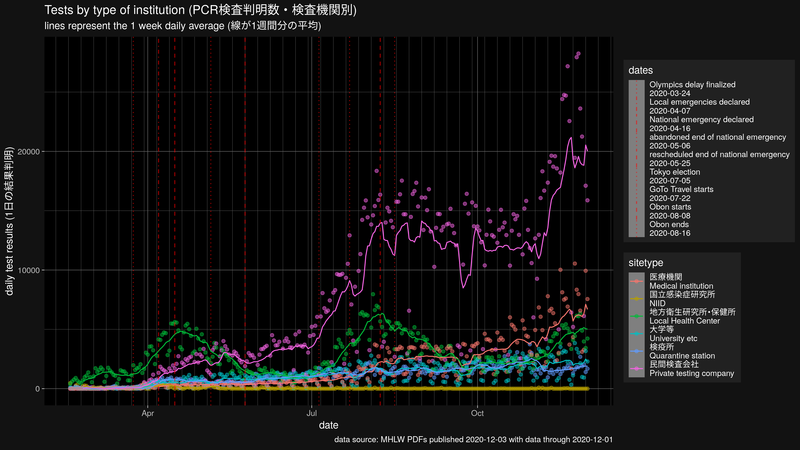 Tests by type of institution (PCR検査判明数・検査機関別)
lines represent the 1 week daily average (線が1週間分の平均)
daily test results (1日の結果判明)
20000
10000
0
Apr
Jul
Oct
date
dates
Olympics delay finalized
2020-03-24
Local emergencies declared
2020-04-07
National emergency declared
2020-04-16
abandoned end of national emergency
2020-05-06
rescheduled end of national emergency
2020-05-25
Tokyo election
2020-07-05
GoTo Travel starts
2020-07-22
Obon starts
2020-08-08
Obon ends
2020-08-16
sitetype
医療機関
Medical institution
国立感染症研究所
NIID
地方衛生研究所・保健所
Local Health Center
大学等
University etc
検疫所
Quarantine station
民間検査会社
Private testing company
data source: MHLW PDFs published 2020-12-03 with data through 2020-12-01